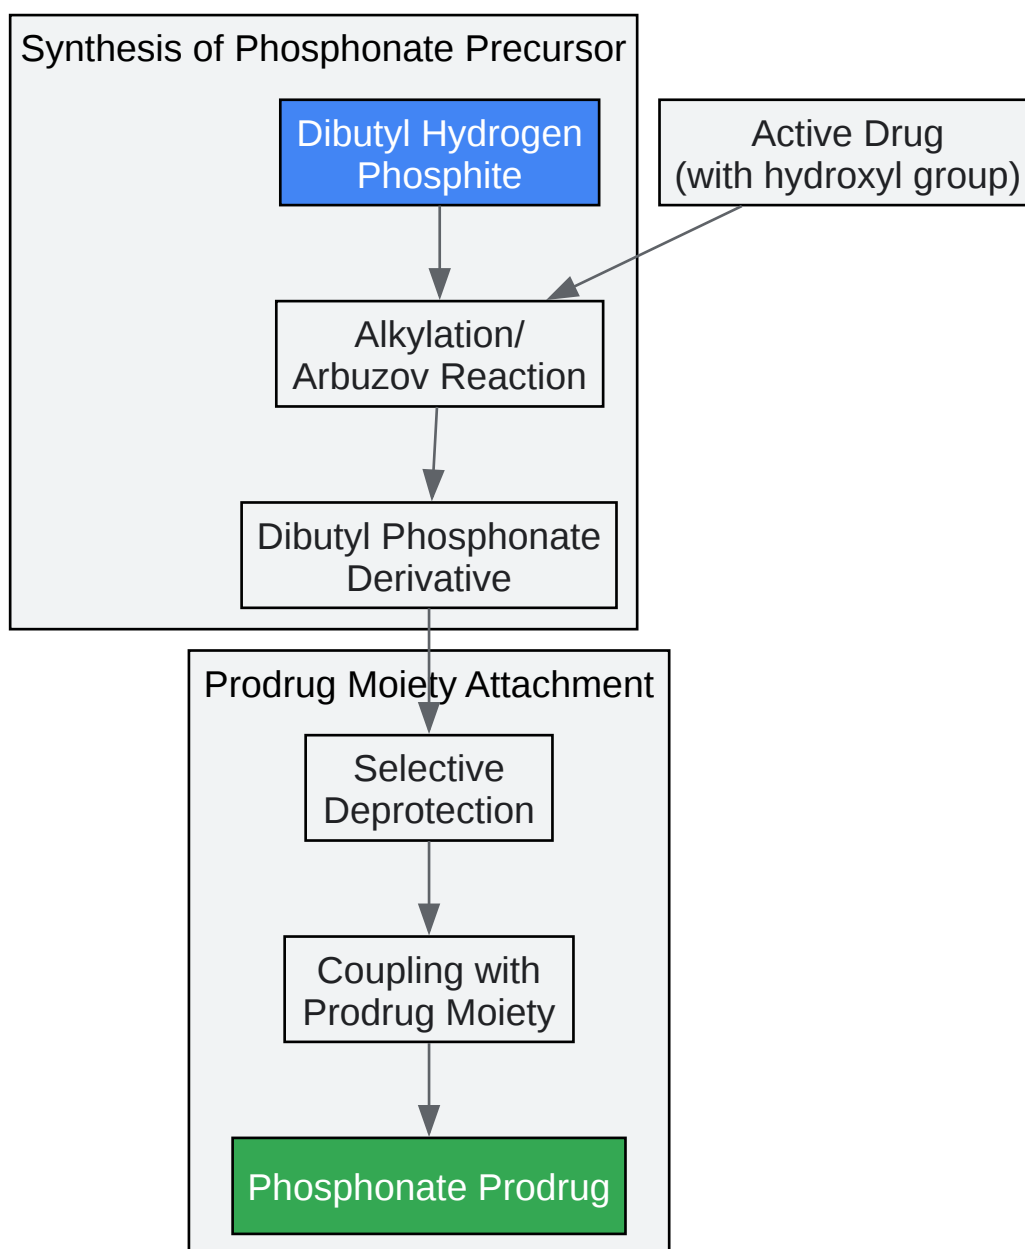 Synthesis of Phosphonate Precursor
Dibutyl Hydrogen
Phosphite
Active Drug
(with hydroxyl group)
Alkylation/
Arbuzov Reaction
Dibutyl Phosphonate
Derivative
Prodrug Moiety Attachment
Selective
Deprotection
Coupling with
Prodrug Moiety
Phosphonate Prodrug